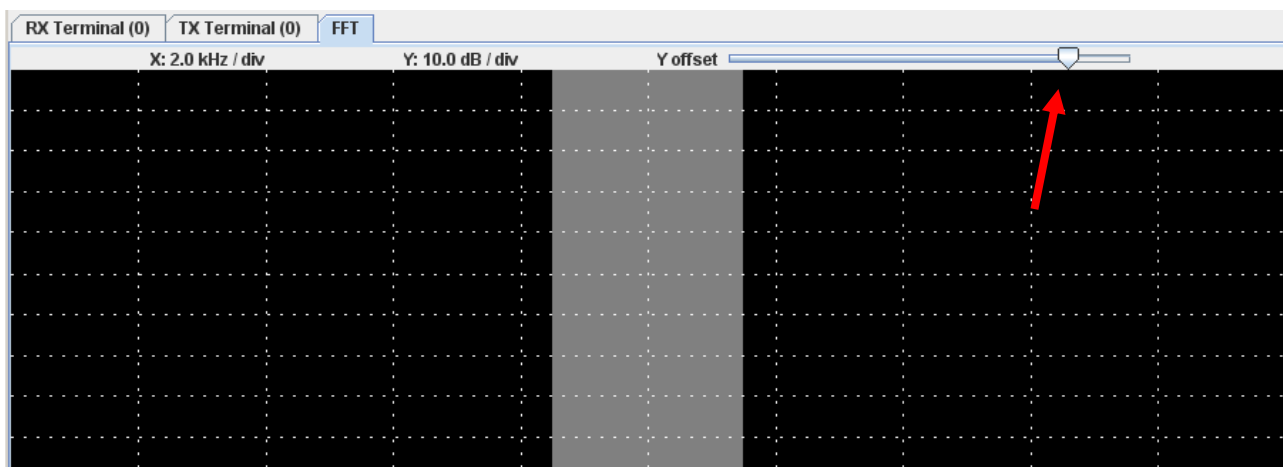 RX Terminal (0) TX Terminal (0) FFT
X: 2.0 kHz / div Y: 10.0 dB / div Y offset